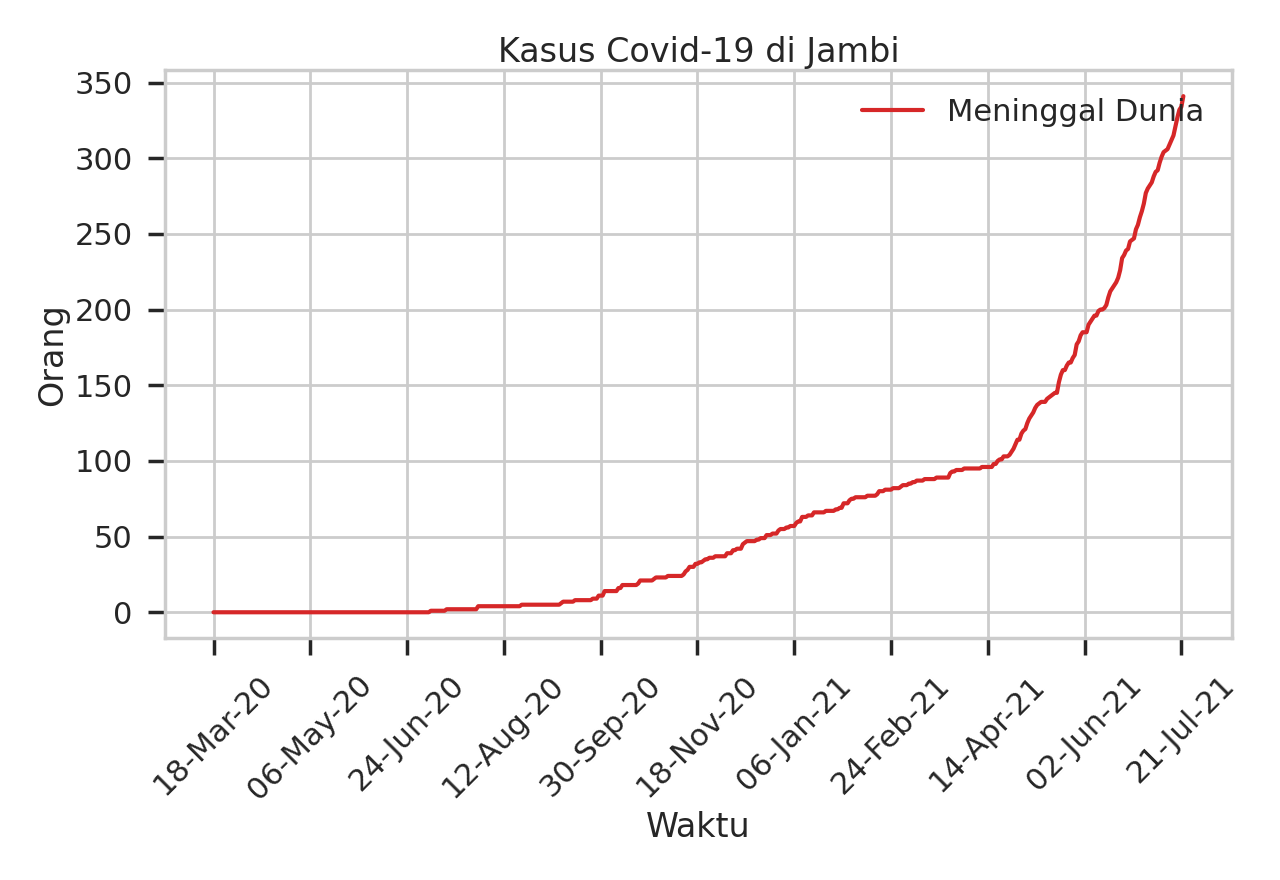 Kasus Covid-19 di Jambi
Meninggal Dunia
Orang
350
300
250
200
150
100
50
0
18-Mar-20
06-May-20
24-Jun-20
12-Aug-20
30-Sep-20
18-Nov-20
06-Jan-21
24-Feb-21
14-Apr-21
02-Jun-21
21-Jul-21
Waktu